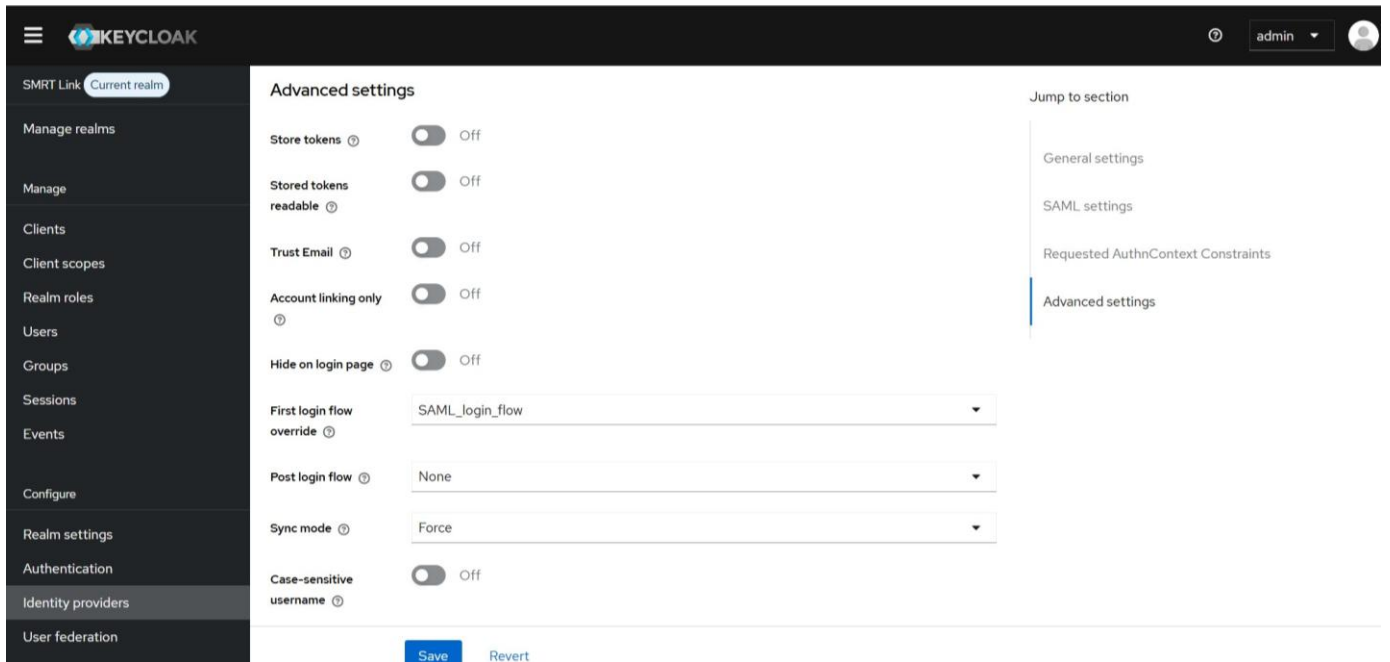 KEYCLOAK
admin
SMRT Link Current realm
Manage realms
Manage
Clients
Client scopes
Realm roles
Users
Groups
Sessions
Events
Configure
Realm settings
Authentication
Identity providers
User federation
Advanced settings
Store tokens
Off
Stored tokens
readable
Off
Trust Email
Off
Account linking only
Off
Hide on login page
Off
First login flow
override
SAML_login_flow
Post login flow
None
Sync mode
Force
Case-sensitive
username
Off
Save
Revert
Jump to section
General settings
SAML settings
Requested AuthnContext Constraints
Advanced settings